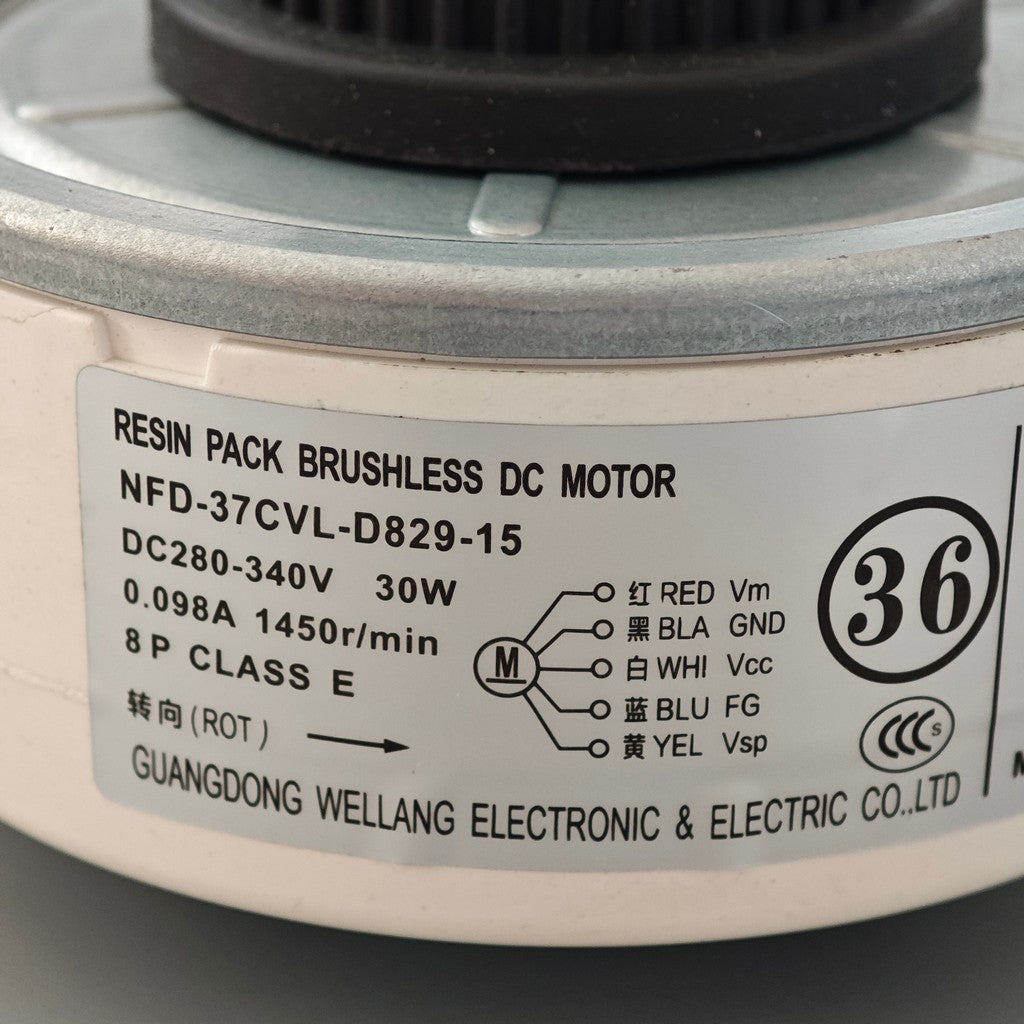 RESIN PACK BRUSHLESS DC MOTOR
NFD-37CVL-D829-15
DC280-340V 30W
0.098A 1450r/min
8P CLASS E
转向(ROT)
M
红 RED Vm
黑 BLA GND
白 WHI Vcc
蓝 BLU FG
黄 YEL Vsp
36
CCC S
GUANGDONG WELLANG ELECTRONIC & ELECTRIC CO.,LTD